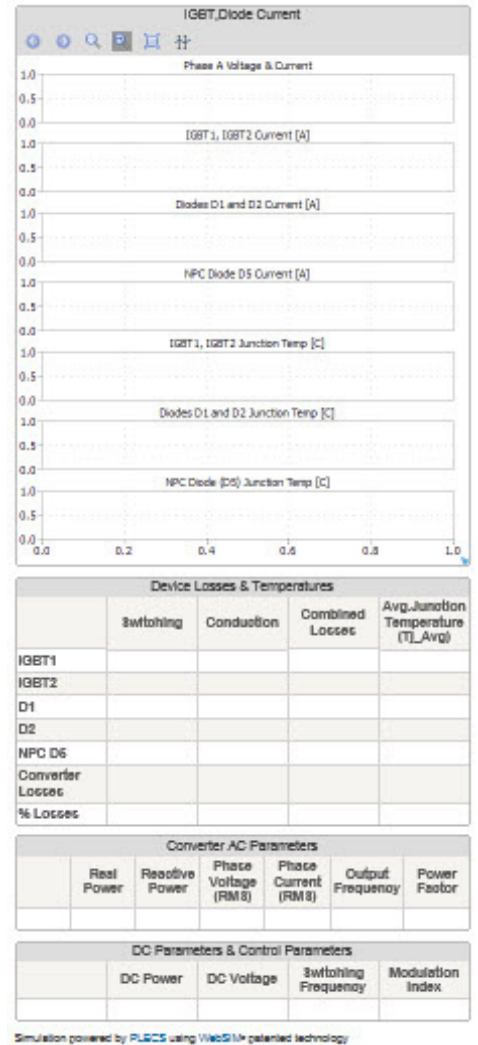 IGBT,Diode Current
Phase A Voltage & Current
1.0
0.5
0.0
IGBT1, IGBT2 Current [A]
1.0
0.5
0.0
Diodes D1 and D2 Current [A]
1.0
0.5
0.0
NPC Diode D5 Current [A]
1.0
0.5
0.0
IGBT1, IGBT2 Junction Temp [C]
1.0
0.5
0.0
Diodes D1 and D2 Junction Temp [C]
1.0
0.5
0.0
NPC Diode (D5) Junction Temp [C]
1.0
0.5
0.0
0.0 0.2 0.4 0.6 0.8 1.0
Device Losses & Temperatures
Switching Conduction Combined Losses Avg.Junction Temperature (Tj_Avg)
IGBT1
IGBT2
D1
D2
NPC D5
Converter Losses
% Losses
Converter AC Parameters
Real Power Reactive Power Phase Voltage (RMS) Phase Current (RMS) Output Frequency Power Factor
DC Parameters & Control Parameters
DC Power DC Voltage Switching Frequency Modulation Index
Simulation powered by PLECS using WebSIM® patented technology